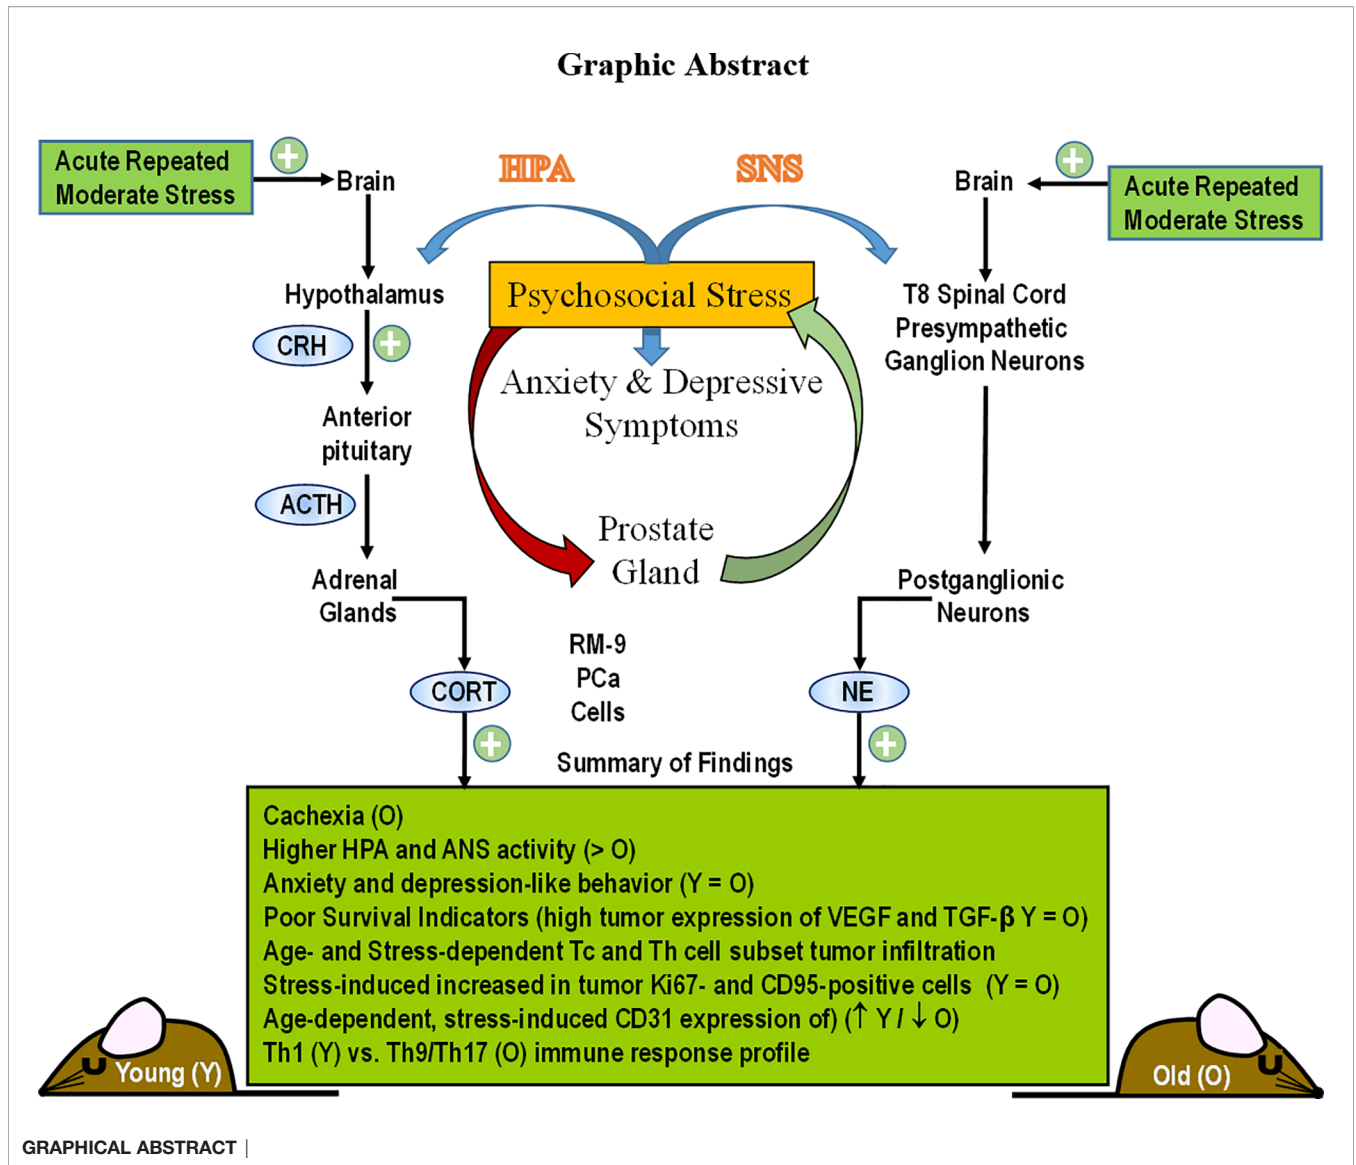 Graphic Abstract
Acute Repeated
Moderate Stress
Brain
HPA
SNS
Brain
Acute Repeated
Moderate Stress
Hypothalamus
CRH
Anterior
pituitary
ACTH
Adrenal
Glands
CORT
Psychosocial Stress
Anxiety & Depressive
Symptoms
Prostate
Gland
RM-9
PCa
Cells
T8 Spinal Cord
Presympathetic
Ganglion Neurons
Postganglionic
Neurons
NE
Summary of Findings
Cachexia (O)
Higher HPA and ANS activity (> O)
Anxiety and depression-like behavior (Y = O)
Poor Survival Indicators (high tumor expression of VEGF and TGF-β Y = O)
Age- and Stress-dependent Tc and Th cell subset tumor infiltration
Stress-induced increased in tumor Ki67- and CD95-positive cells (Y = O)
Age-dependent, stress-induced CD31 expression of) (↑ Y / ↓ O)
Th1 (Y) vs. Th9/Th17 (O) immune response profile
Young (Y)
Old (O)
GRAPHICAL ABSTRACT |